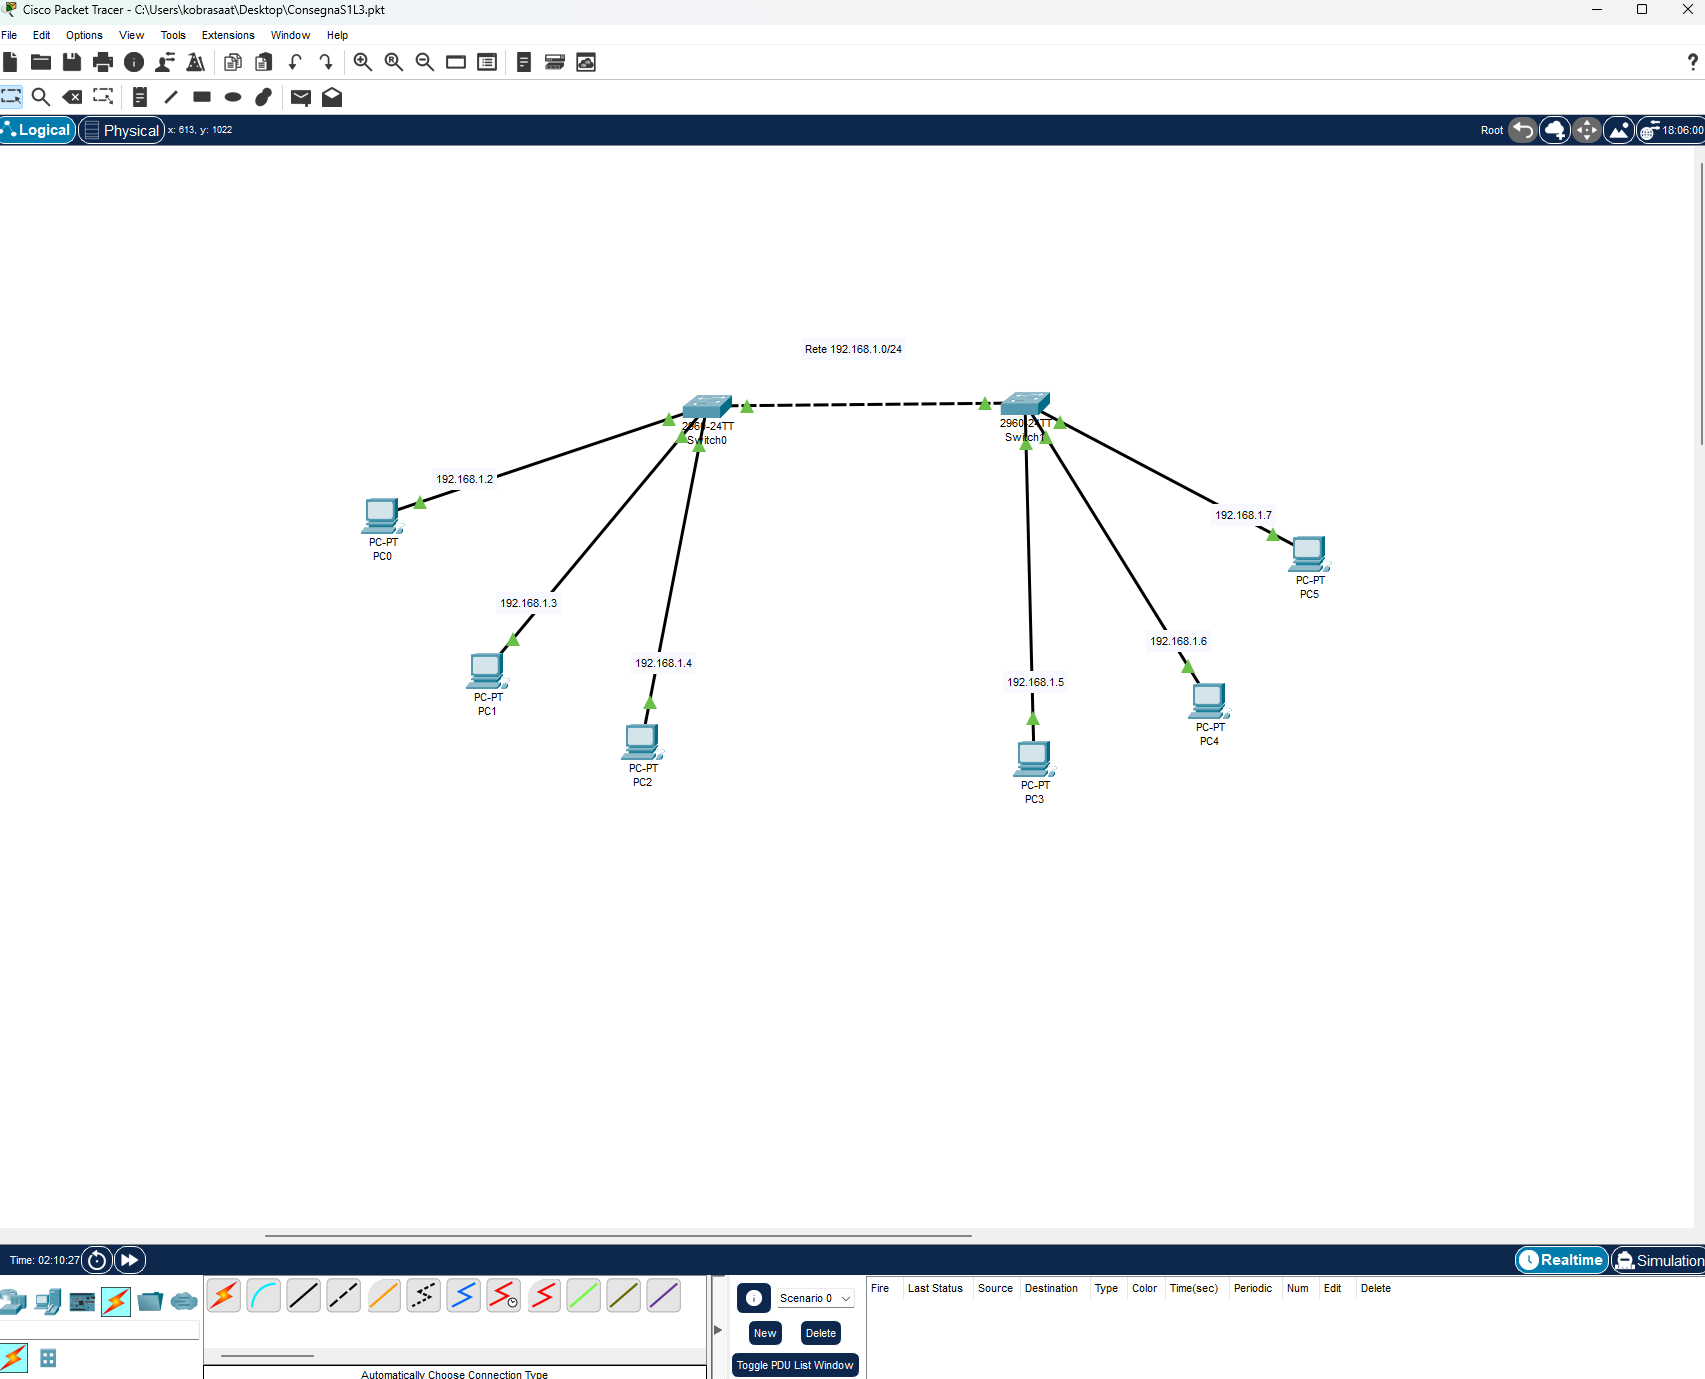 Cisco Packet Tracer - C:\Users\kobrasaat\Desktop\ConsegnaS1L3.pkt
File Edit Options View Tools Extensions Window Help
Logical Physical x: 613, y: 1022 Root 18:06:00
Rete 192.168.1.0/24
2960-24TT
Switch0
2960-24TT
Switch1
192.168.1.2
PC-PT
PC0
192.168.1.7
PC-PT
PC5
192.168.1.3
PC-PT
PC1
192.168.1.4
PC-PT
PC2
192.168.1.6
PC-PT
PC4
192.168.1.5
PC-PT
PC3
Time: 02:10:27 Realtime Simulation
Scenario 0
New Delete
Toggle PDU List Window
Fire Last Status Source Destination Type Color Time(sec) Periodic Num Edit Delete
Automatically Choose Connection Type